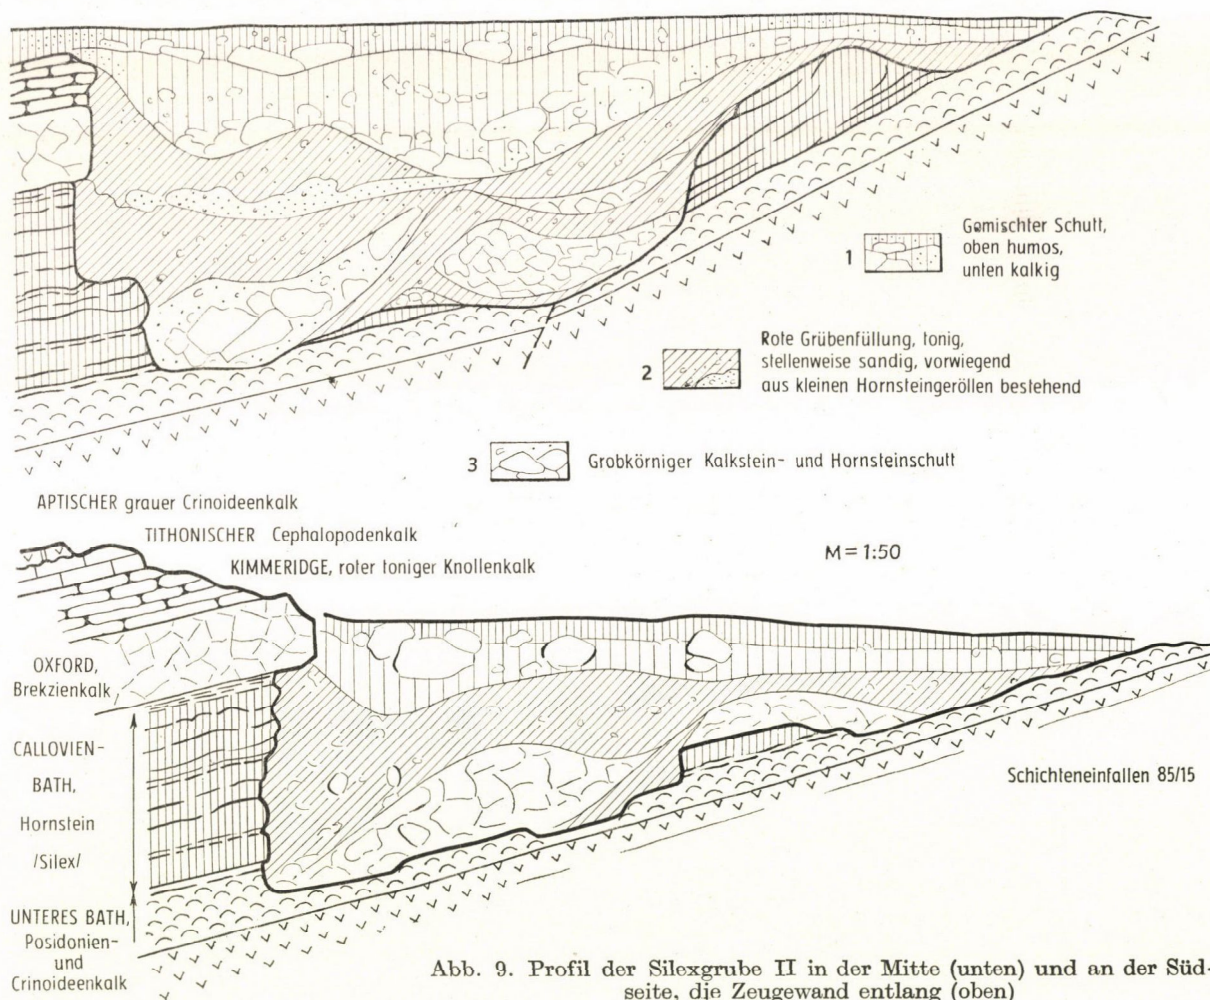 1
Gemischter Schutt,
oben humos,
unten kalkig
2
Rote Grübenfüllung, tonig,
stellenweise sandig, vorwiegend
aus kleinen Hornsteingeröllen bestehend
3
Grobkörniger Kalkstein- und Hornsteinschutt
APTISCHER grauer Crinoideenkalk
TITHONISCHER Cephalopodenkalk
KIMMERIDGE, roter toniger Knollenkalk
M=1:50
OXFORD,
Brekzienkalk
CALLOVIEN-
BATH,
Hornstein
/Silex/
UNTERES BATH,
Posidonien-
und
Crinoideenkalk
Schichteneinfallen 85/15
Abb. 9. Profil der Silexgrube II in der Mitte (unten) und an der Süd-
seite, die Zeugewand entlang (oben)